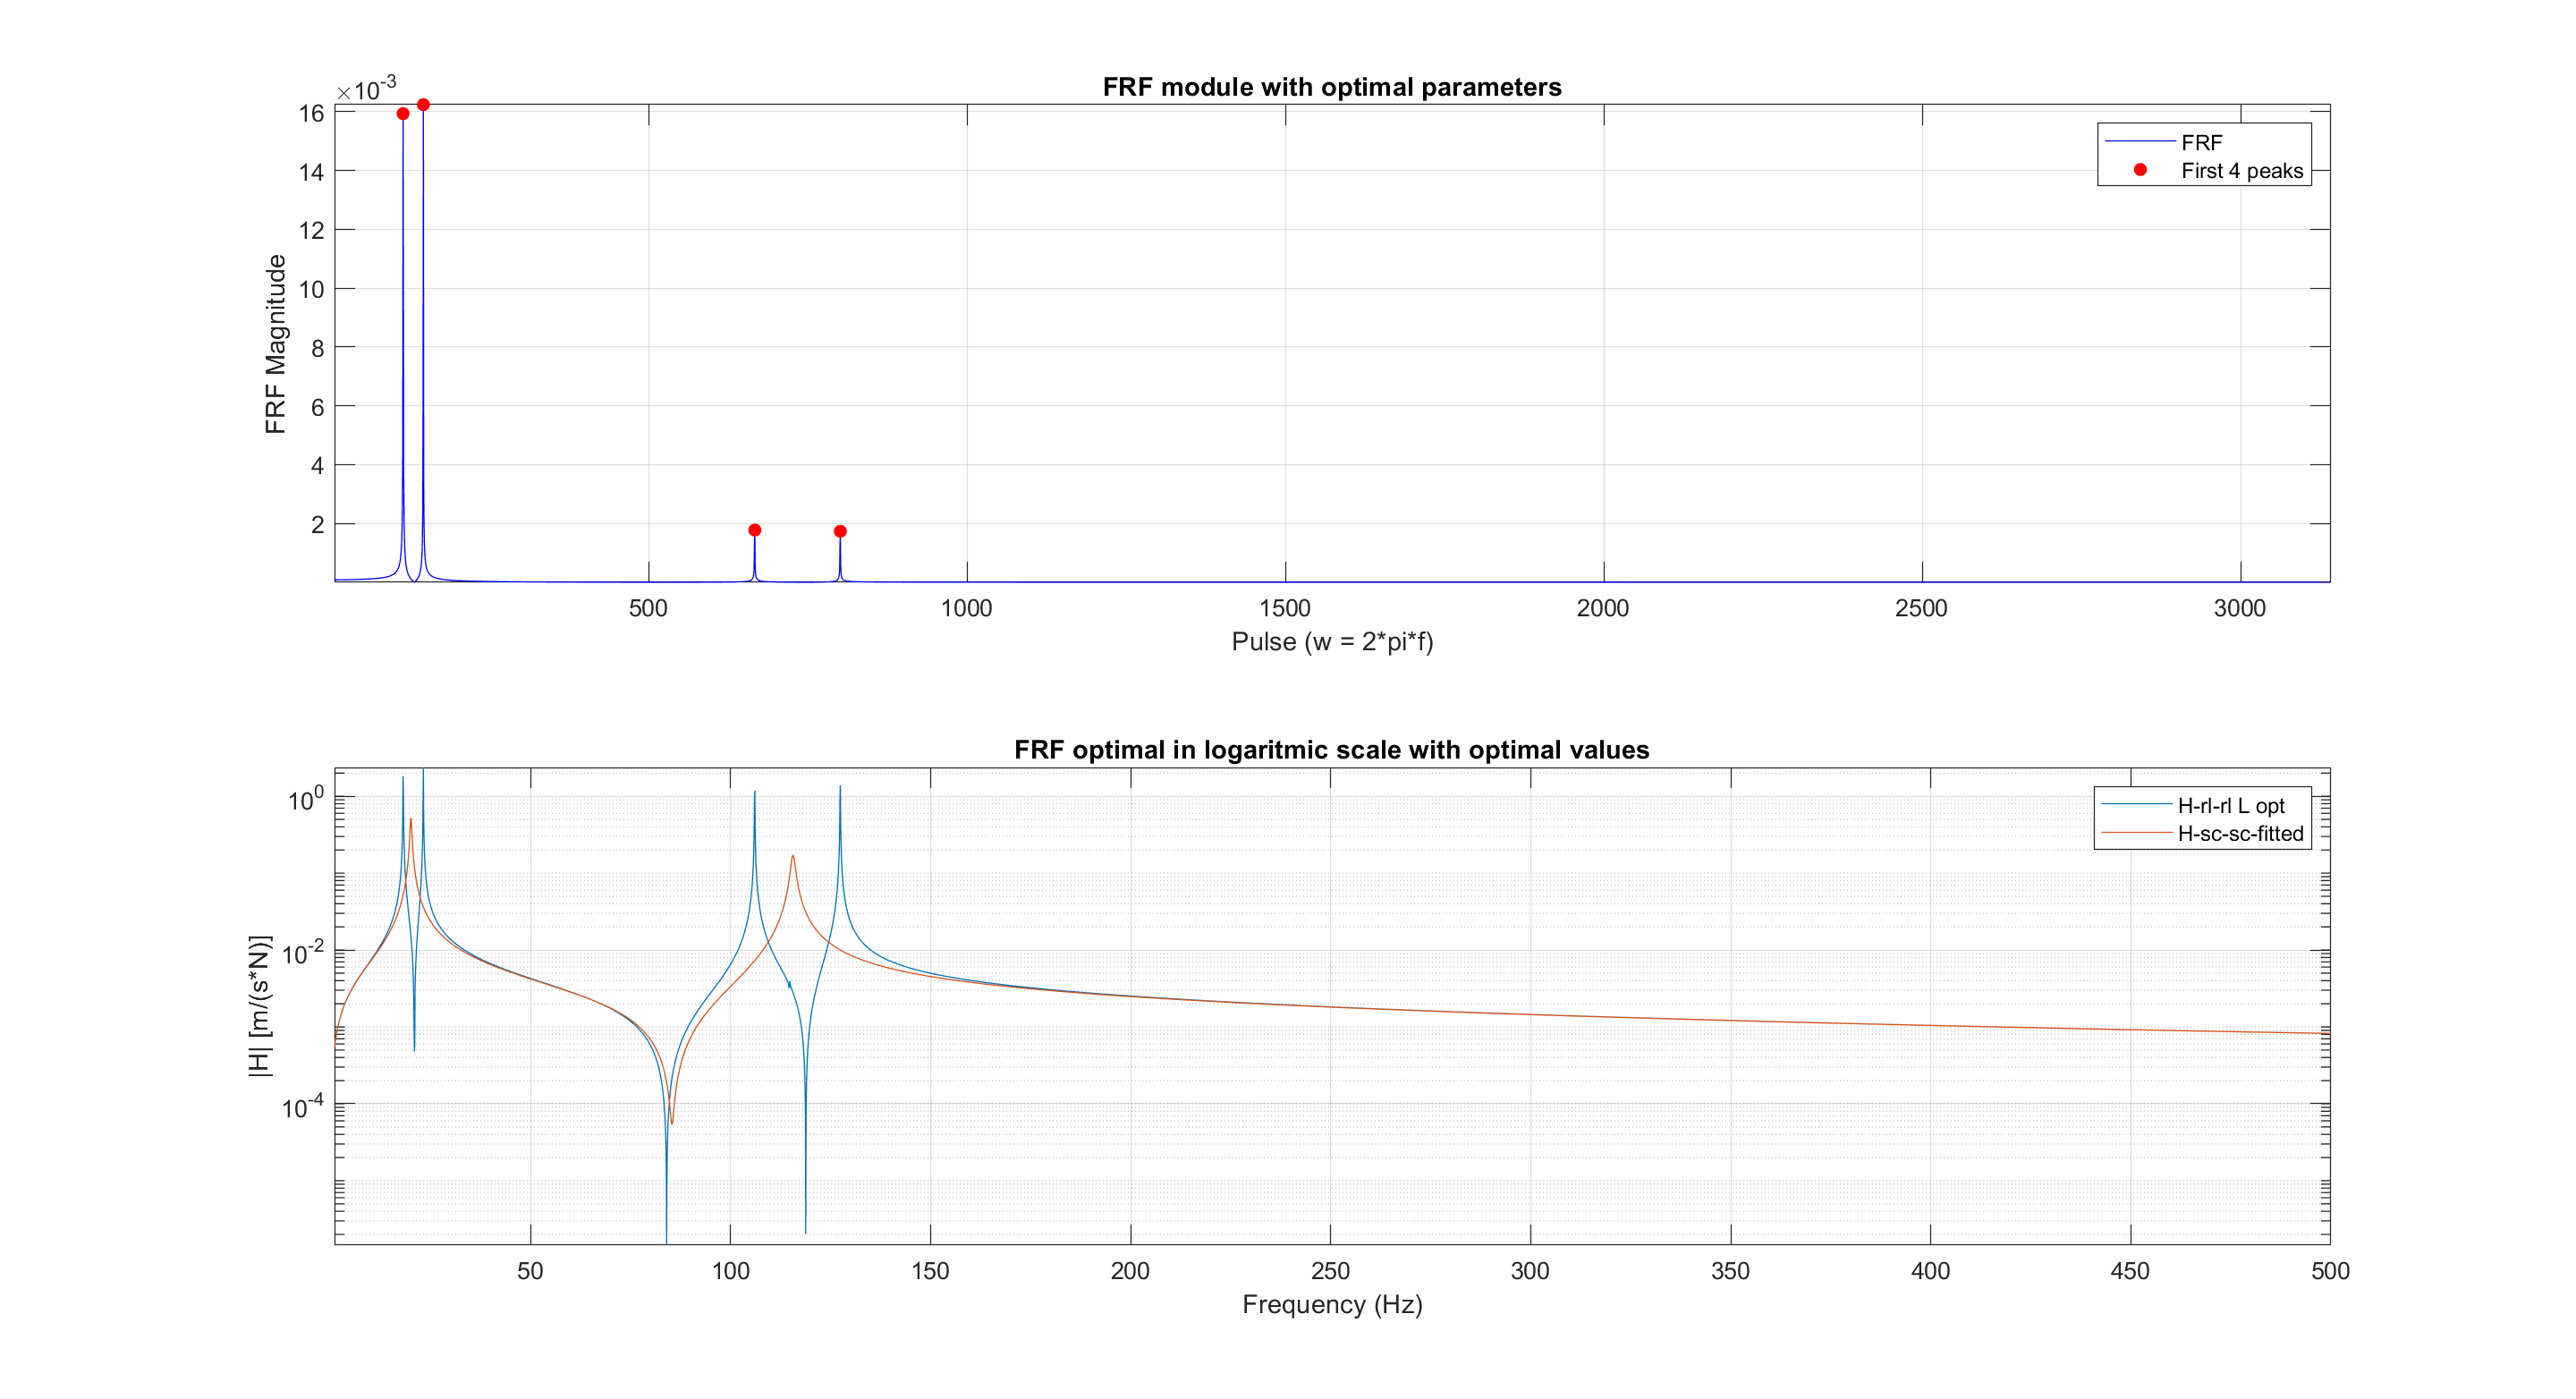 FRF module with optimal parameters
×10-3
16
14
12
10
8
6
4
2
FRF Magnitude
FRF
First 4 peaks
500 1000 1500 2000 2500 3000
Pulse (w = 2*pi*f)
FRF optimal in logaritmic scale with optimal values
100
10-2
10-4
|H| [m/(s*N)]
H-rl-rl L opt
H-sc-sc-fitted
50 100 150 200 250 300 350 400 450 500
Frequency (Hz)